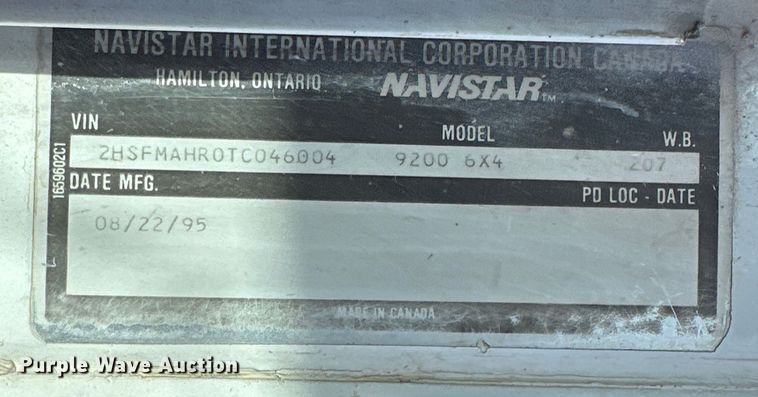 NAVISTAR INTERNATIONAL CORPORATION CANADA
HAMILTON, ONTARIO NAVISTAR™
VIN MODEL W.B.
2HSFMAHR0TC046004 9200 6X4 207
DATE MFG. PD LOC - DATE
08/22/95
MADE IN CANADA
1659602C1
Purple Wave Auction